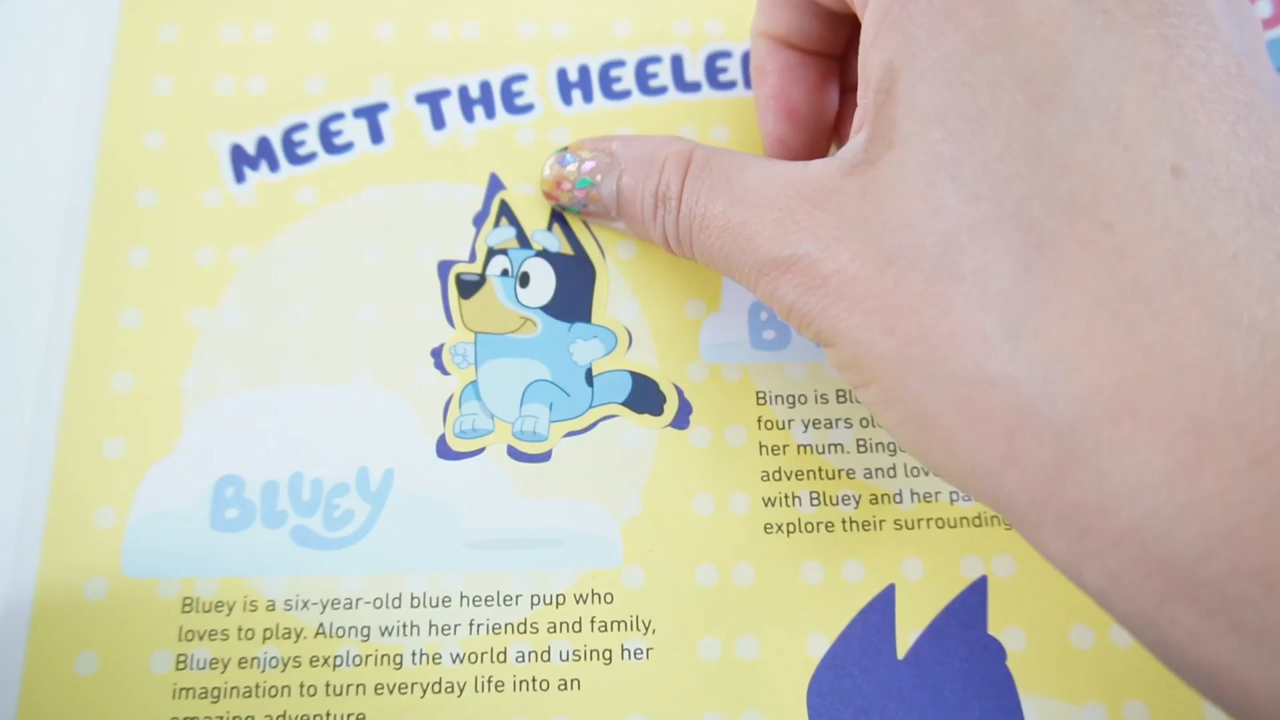 MEET THE HEELE
BLUEY
Bluey is a six-year-old blue heeler pup who
loves to play. Along with her friends and family,
Bluey enjoys exploring the world and using her
imagination to turn everyday life into an
amazing adventure.
B
Bingo is Bl
four years ol
her mum. Bing
adventure and lov
with Bluey and her pa
explore their surrounding